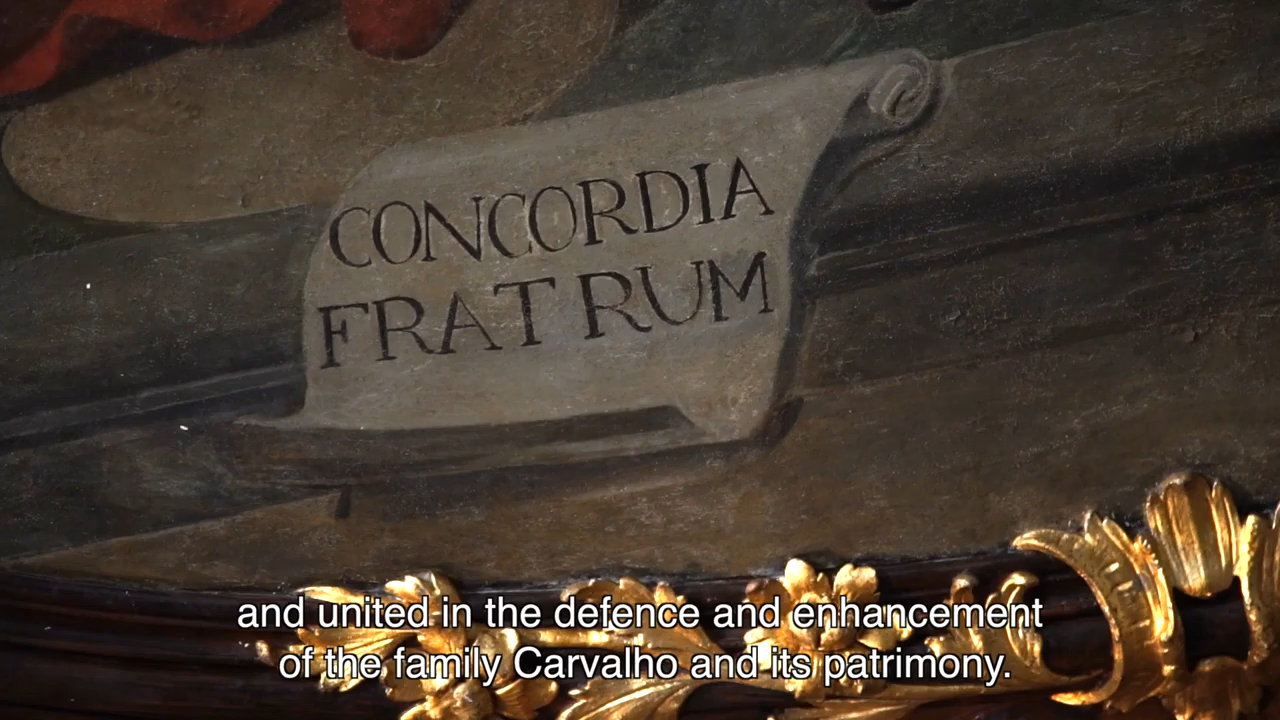 CONCORDIA
FRATRUM
and united in the defence and enhancement
of the family Carvalho and its patrimony.